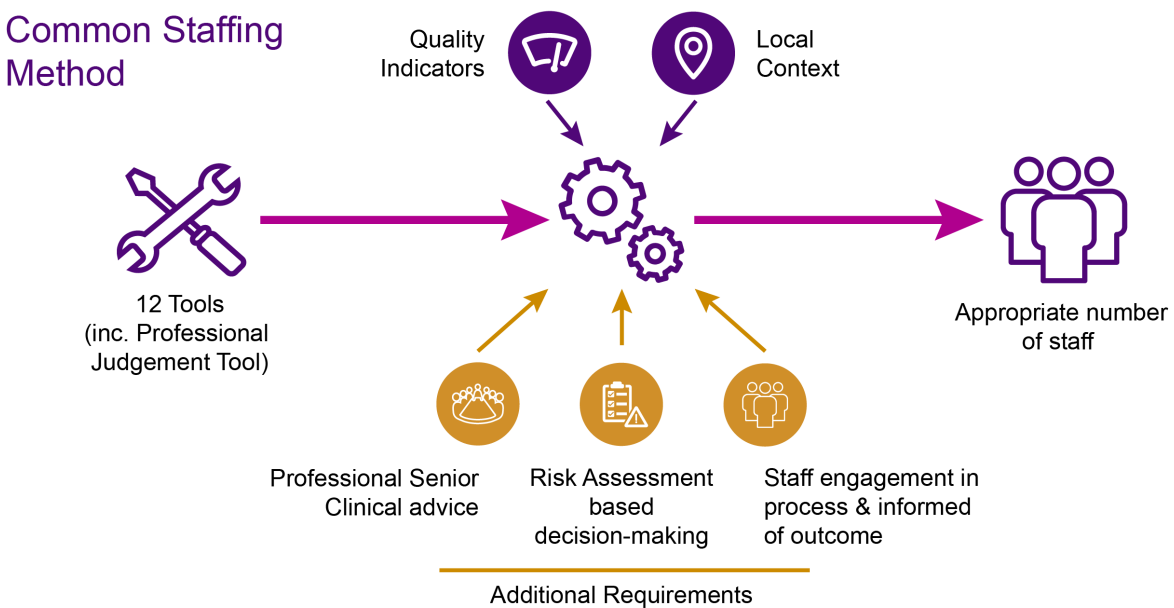 Common Staffing
Method
Quality
Indicators
Local
Context
12 Tools
(inc. Professional
Judgement Tool)
Appropriate number
of staff
Professional Senior
Clinical advice
Risk Assessment
based
decision-making
Staff engagement in
process & informed
of outcome
Additional Requirements